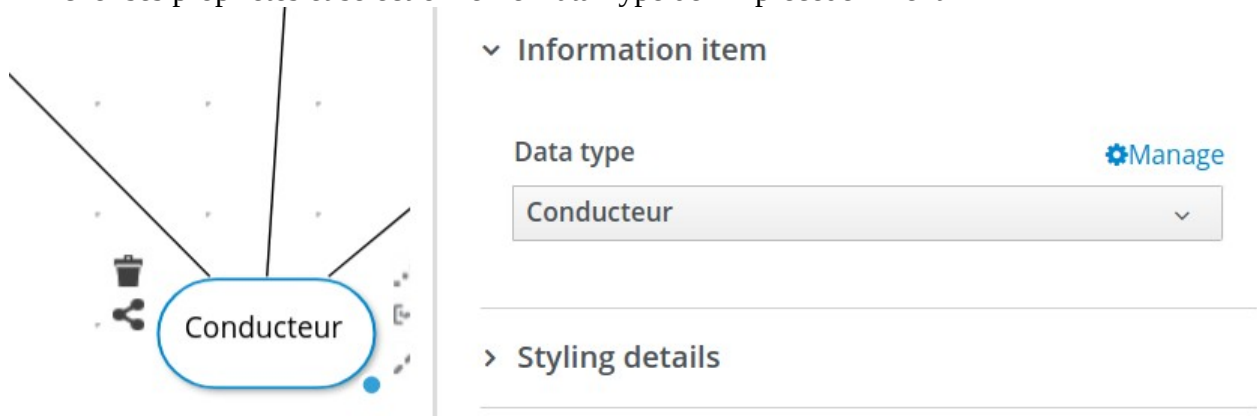 Information item
Data type
Manage
Conducteur
Conducteur
Styling details